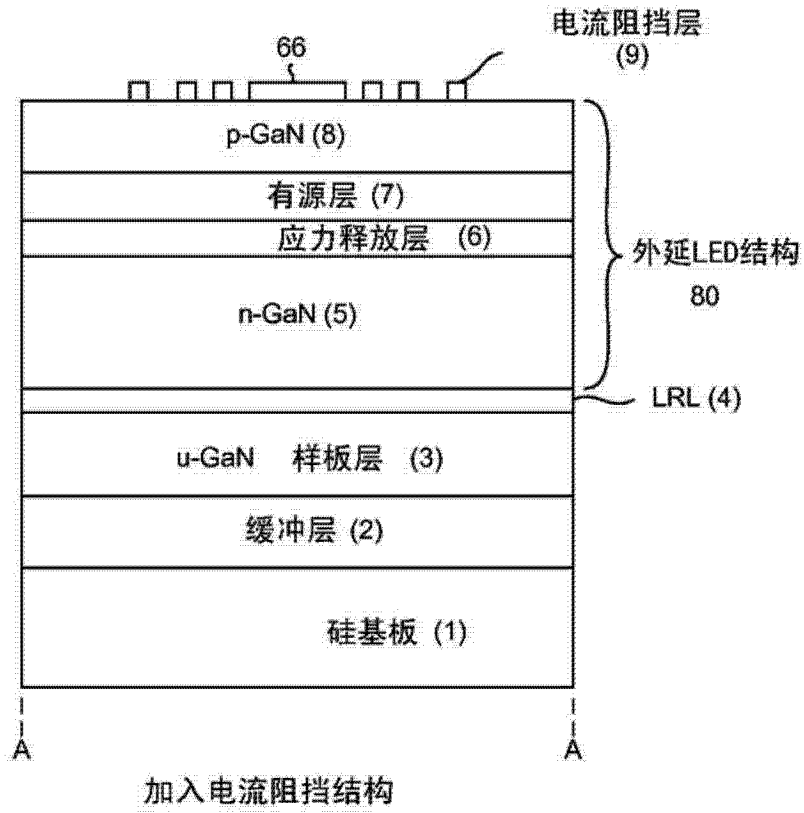 电流阻挡层
(9)
66
p-GaN (8)
有源层 (7)
应力释放层 (6)
外延LED结构
80
n-GaN (5)
LRL (4)
u-GaN 样板层 (3)
缓冲层 (2)
硅基板 (1)
A A
加入电流阻挡结构